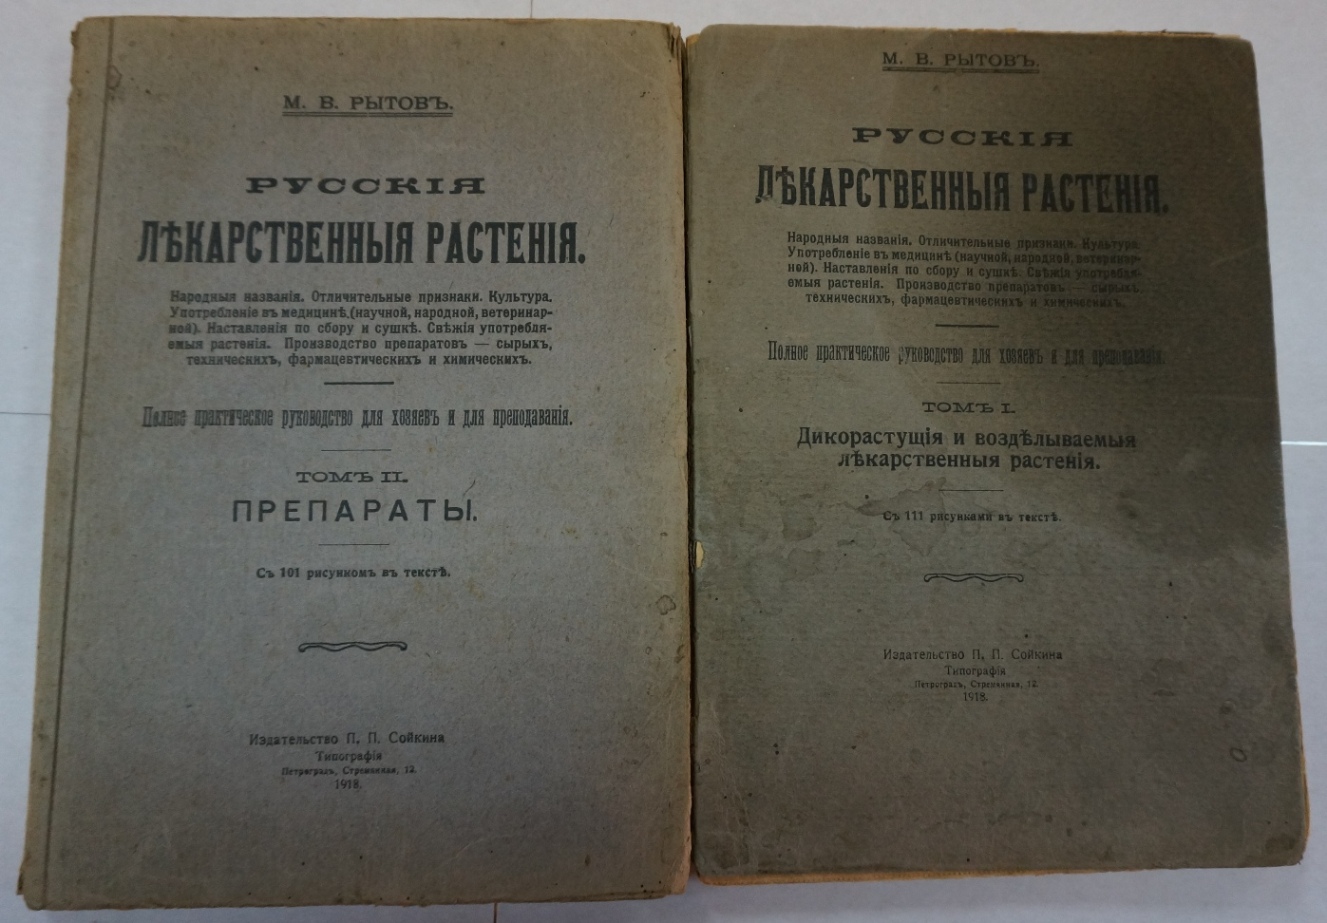 М. В. РЫТОВЪ.
РУССКІЯ
ЛѢКАРСТВЕННЫЯ РАСТЕНІЯ.
Народныя названія. Отличительные признаки. Культура.
Употребленіе въ медицинѣ (научной, народной, ветеринар-
ной). Наставленія по сбору и сушкѣ. Свѣжія употребля-
емыя растенія. Производство препаратовъ — сырыхъ,
техническихъ, фармацевтическихъ и химическихъ.
Полное практическое руководство для хозяевъ и для преподаванія.
ТОМЪ II.
ПРЕПАРАТЫ.
Съ 101 рисункомъ въ текстѣ.
Издательство П. П. Сойкина
Типографія
Петроградъ, Стремянная, 12.
1918.
М. В. РЫТОВЪ.
РУССКІЯ
ЛѢКАРСТВЕННЫЯ РАСТЕНІЯ.
Народныя названія. Отличительные признаки. Культура
Употребленіе въ медицинѣ (научной, народной, ветеринар-
ной). Наставленія по сбору и сушкѣ. Свѣжія употребля-
емыя растенія. Производство препаратовъ — сырыхъ,
техническихъ, фармацевтическихъ и химическихъ.
Полное практическое руководство для хозяевъ и для преподаванія.
ТОМЪ I.
Дикорастущія и воздѣлываемыя
лѣкарственныя растенія.
Съ 111 рисунками въ текстѣ.
Издательство П. П. Сойкина
Типографія
Петроградъ, Стремянная, 12.
1918.